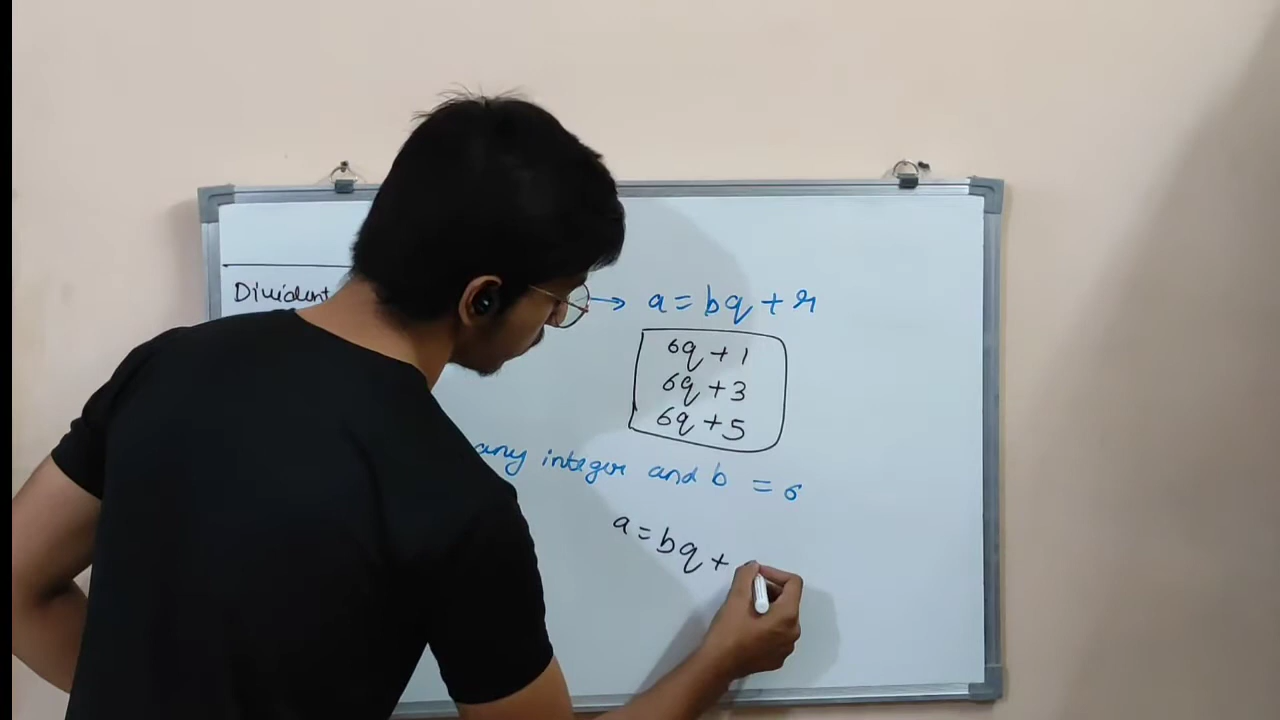 Divident → a = bq + r
6q + 1
6q + 3
6q + 5
any integer and b = 6
a = bq +